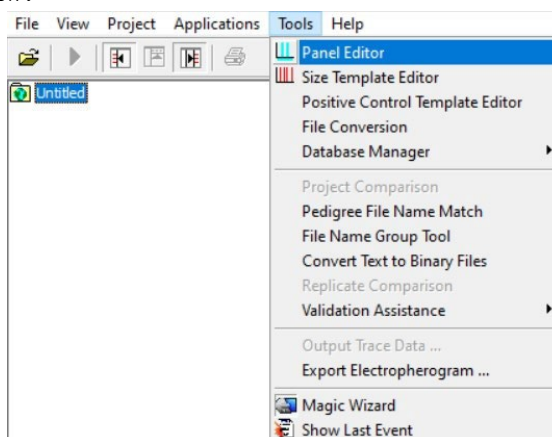 File View Project Applications Tools Help
Untitled
Panel Editor
Size Template Editor
Positive Control Template Editor
File Conversion
Database Manager
Project Comparison
Pedigree File Name Match
File Name Group Tool
Convert Text to Binary Files
Replicate Comparison
Validation Assistance
Output Trace Data ...
Export Electropherogram ...
Magic Wizard
Show Last Event